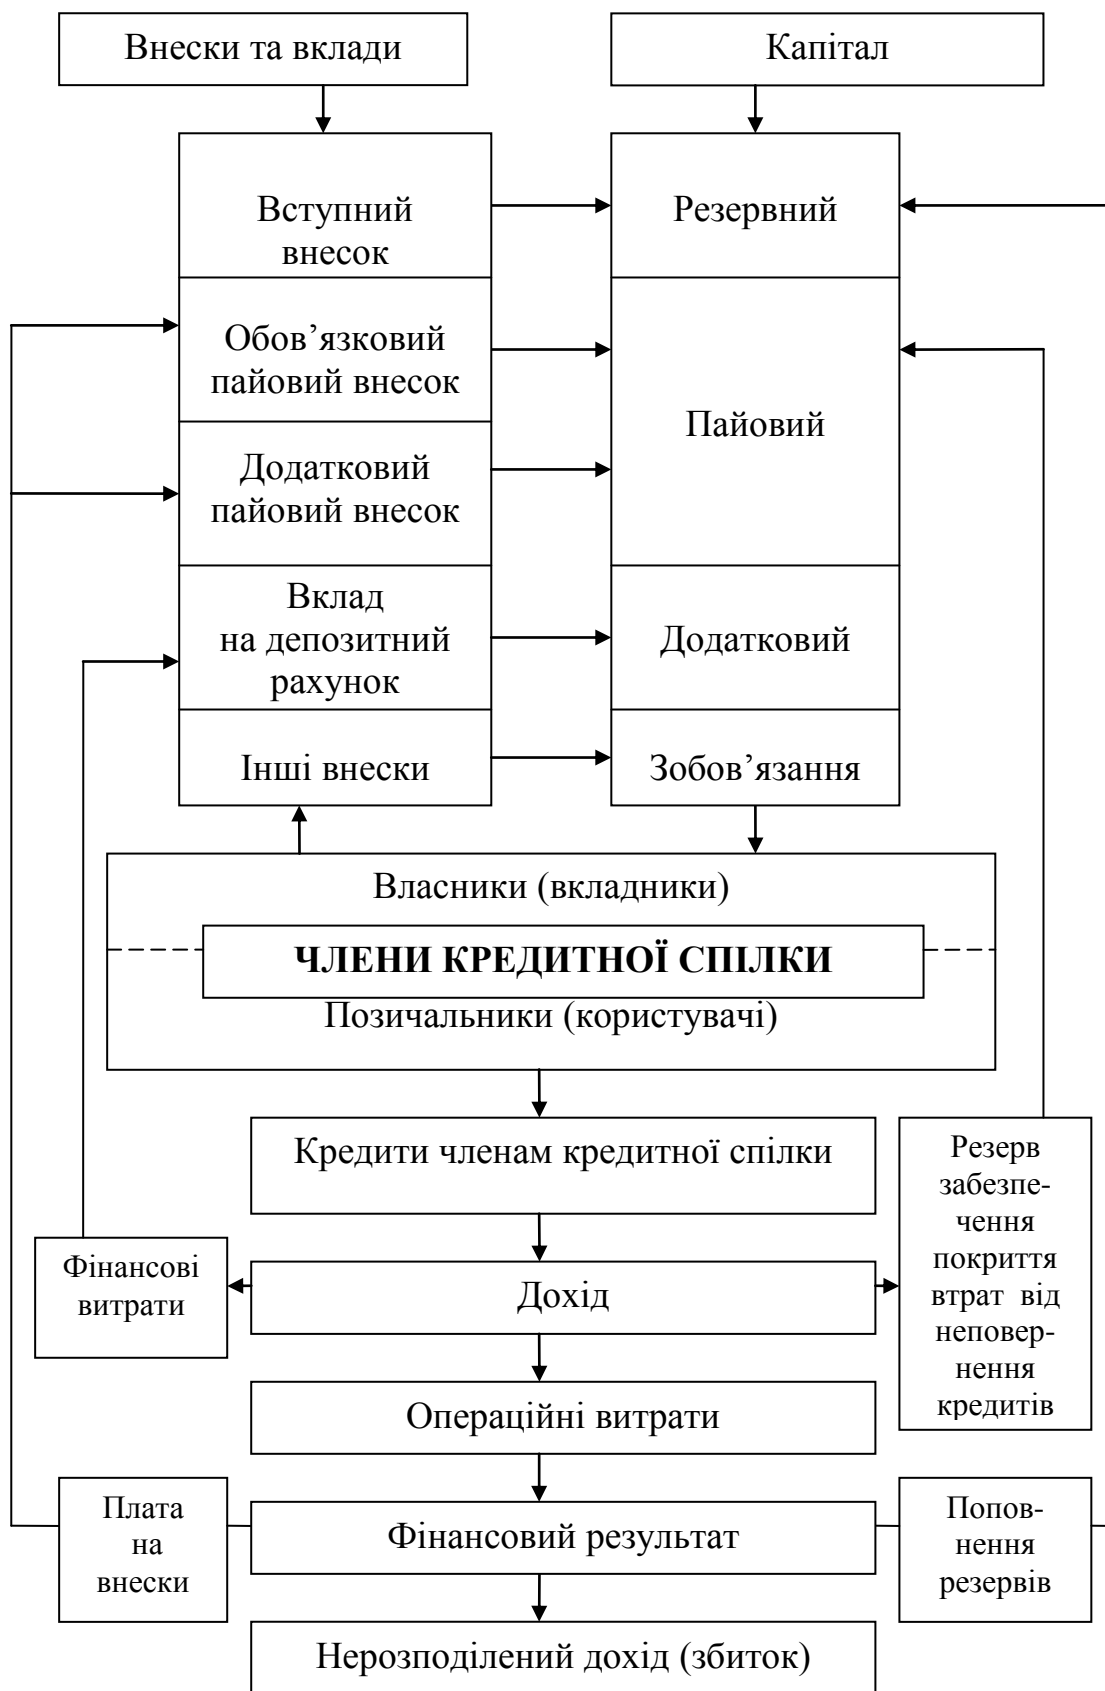 Внески та вклади
Капітал
Вступний
внесок
Резервний
Обов’язковий
пайовий внесок
Пайовий
Додатковий
пайовий внесок
Вклад
на депозитний
рахунок
Додатковий
Інші внески
Зобов’язання
Власники (вкладники)
ЧЛЕНИ КРЕДИТНОЇ СПІЛКИ
Позичальники (користувачі)
Кредити членам кредитної спілки
Резерв
забезпе-
чення
покриття
втрат від
неповер-
нення
кредитів
Фінансові
витрати
Дохід
Операційні витрати
Плата
на
внески
Фінансовий результат
Попов-
нення
резервів
Нерозподілений дохід (збиток)